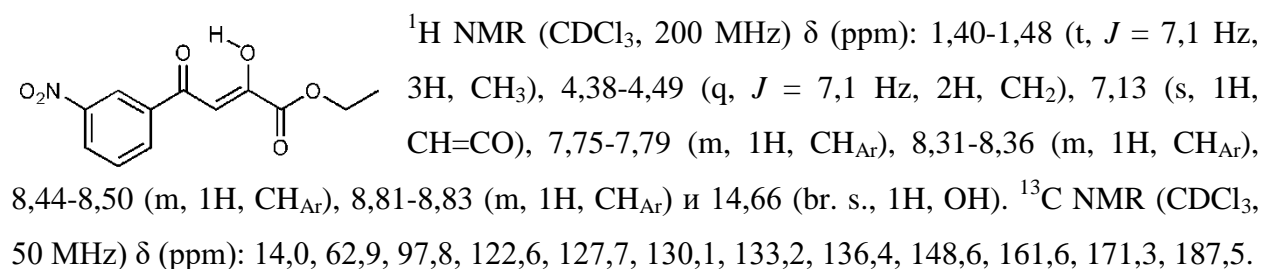 ¹H NMR (CDCl₃, 200 MHz) δ (ppm): 1,40-1,48 (t, J = 7,1 Hz,
3H, CH₃), 4,38-4,49 (q, J = 7,1 Hz, 2H, CH₂), 7,13 (s, 1H,
CH=CO), 7,75-7,79 (m, 1H, CH_Ar), 8,31-8,36 (m, 1H, CH_Ar),
8,44-8,50 (m, 1H, CH_Ar), 8,81-8,83 (m, 1H, CH_Ar) и 14,66 (br. s., 1H, OH). ¹³C NMR (CDCl₃,
50 MHz) δ (ppm): 14,0, 62,9, 97,8, 122,6, 127,7, 130,1, 133,2, 136,4, 148,6, 161,6, 171,3, 187,5.
H
O
O
O₂N
O
O